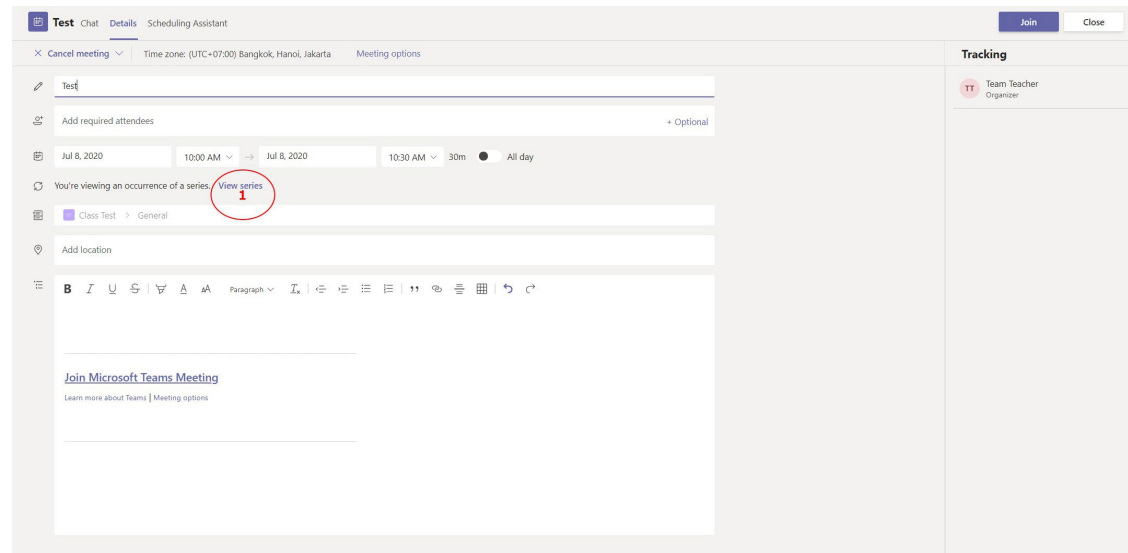 Test Chat Details Scheduling Assistant
Join Close
Cancel meeting Time zone: (UTC+07:00) Bangkok, Hanoi, Jakarta Meeting options
Tracking
Test
TT Team Teacher
Organizer
Add required attendees + Optional
Jul 8, 2020 10:00 AM → Jul 8, 2020 10:30 AM 30m All day
You're viewing an occurrence of a series. View series
1
Class Test > General
Add location
B I U S A AA Paragraph Ix
Join Microsoft Teams Meeting
Learn more about Teams | Meeting options